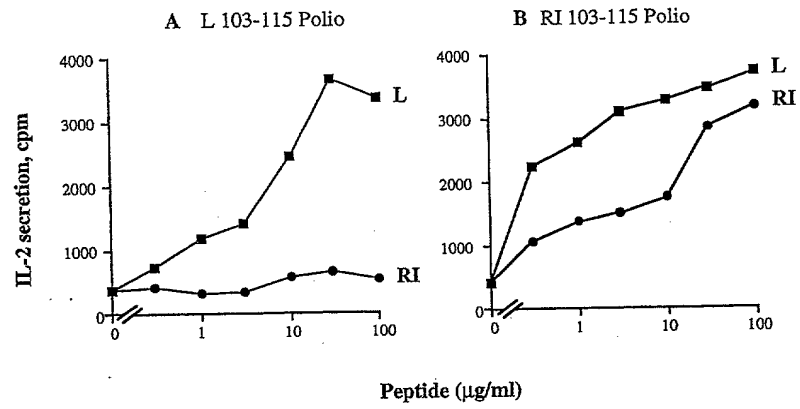 A L 103-115 Polio
B RI 103-115 Polio
IL-2 secretion, cpm
4000
3000
2000
1000
0
0
1
10
100
L
RI
4000
3000
2000
1000
0
0
1
10
100
L
RI
Peptide (μg/ml)